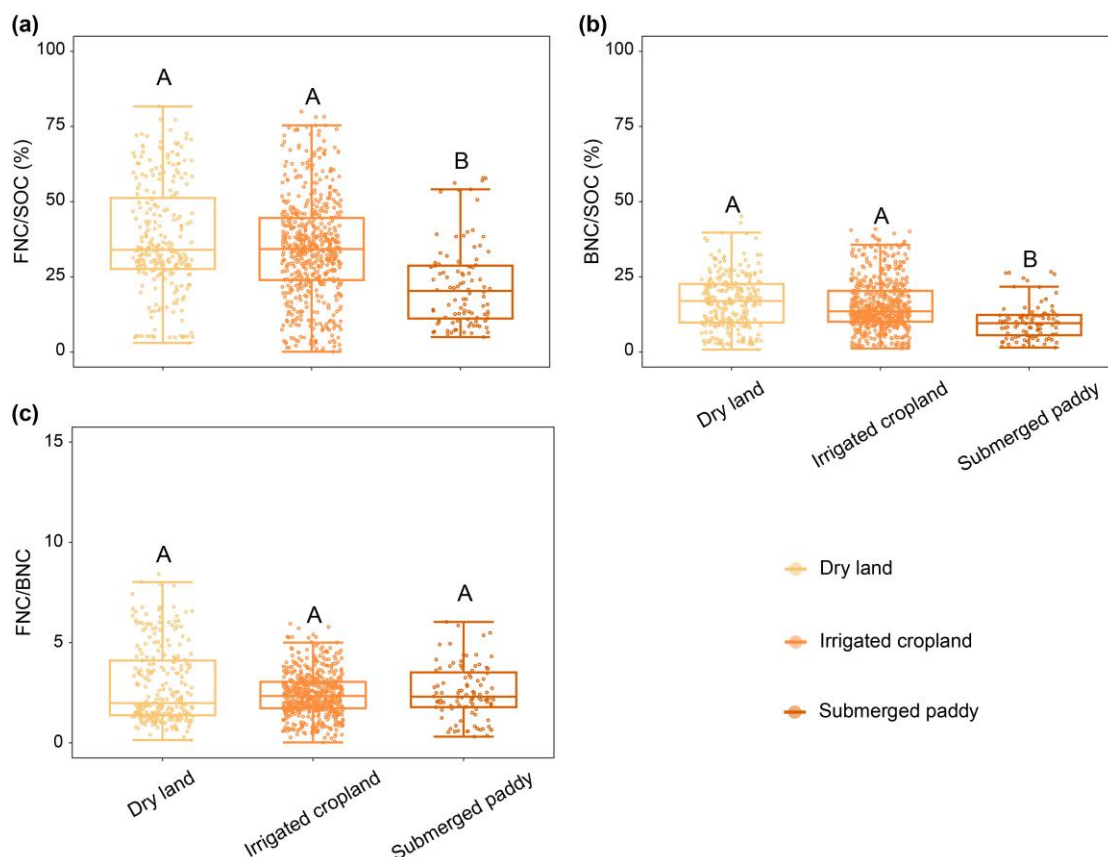 (a)
100
75
50
25
0
FNC/SOC (%)
A
A
B
(b)
100
75
50
25
0
BNC/SOC (%)
A
A
B
Dry land
Irrigated cropland
Submerged paddy
(c)
15
10
5
0
FNC/BNC
A
A
A
Dry land
Irrigated cropland
Submerged paddy
Dry land
Irrigated cropland
Submerged paddy